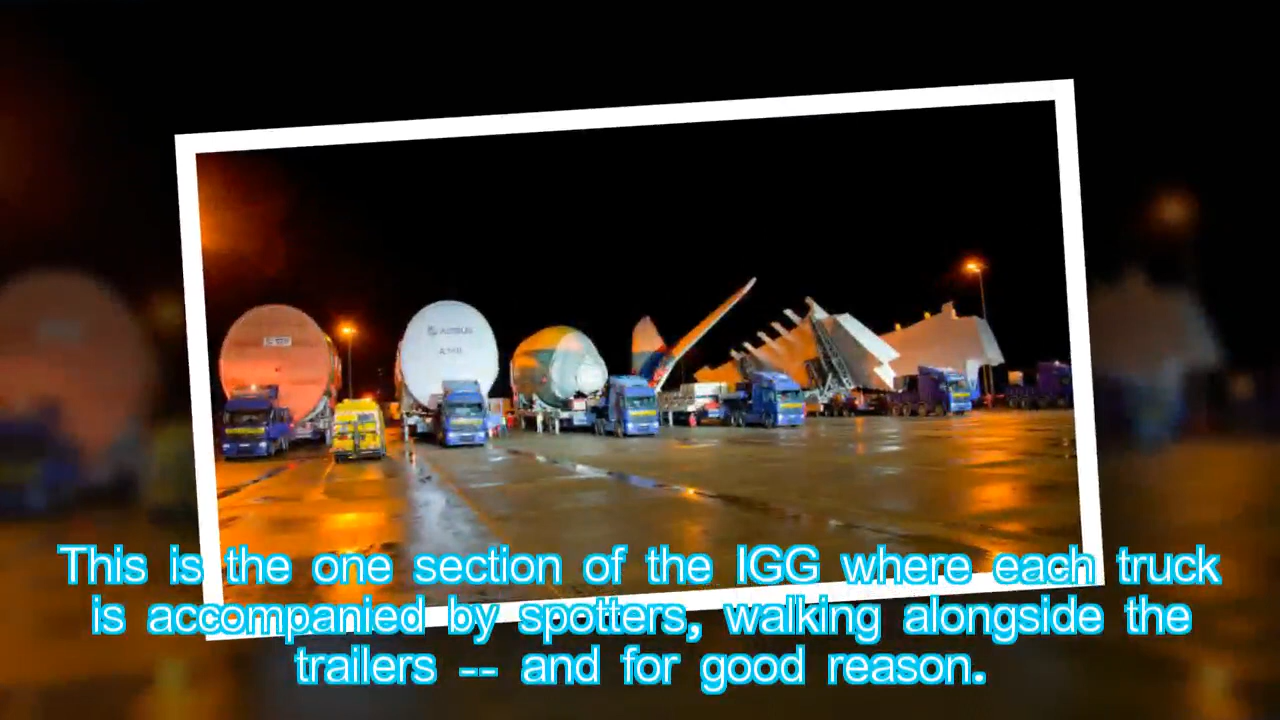 AIRBUS
This is the one section of the IGG where each truck
is accompanied by spotters, walking alongside the
trailers -- and for good reason.